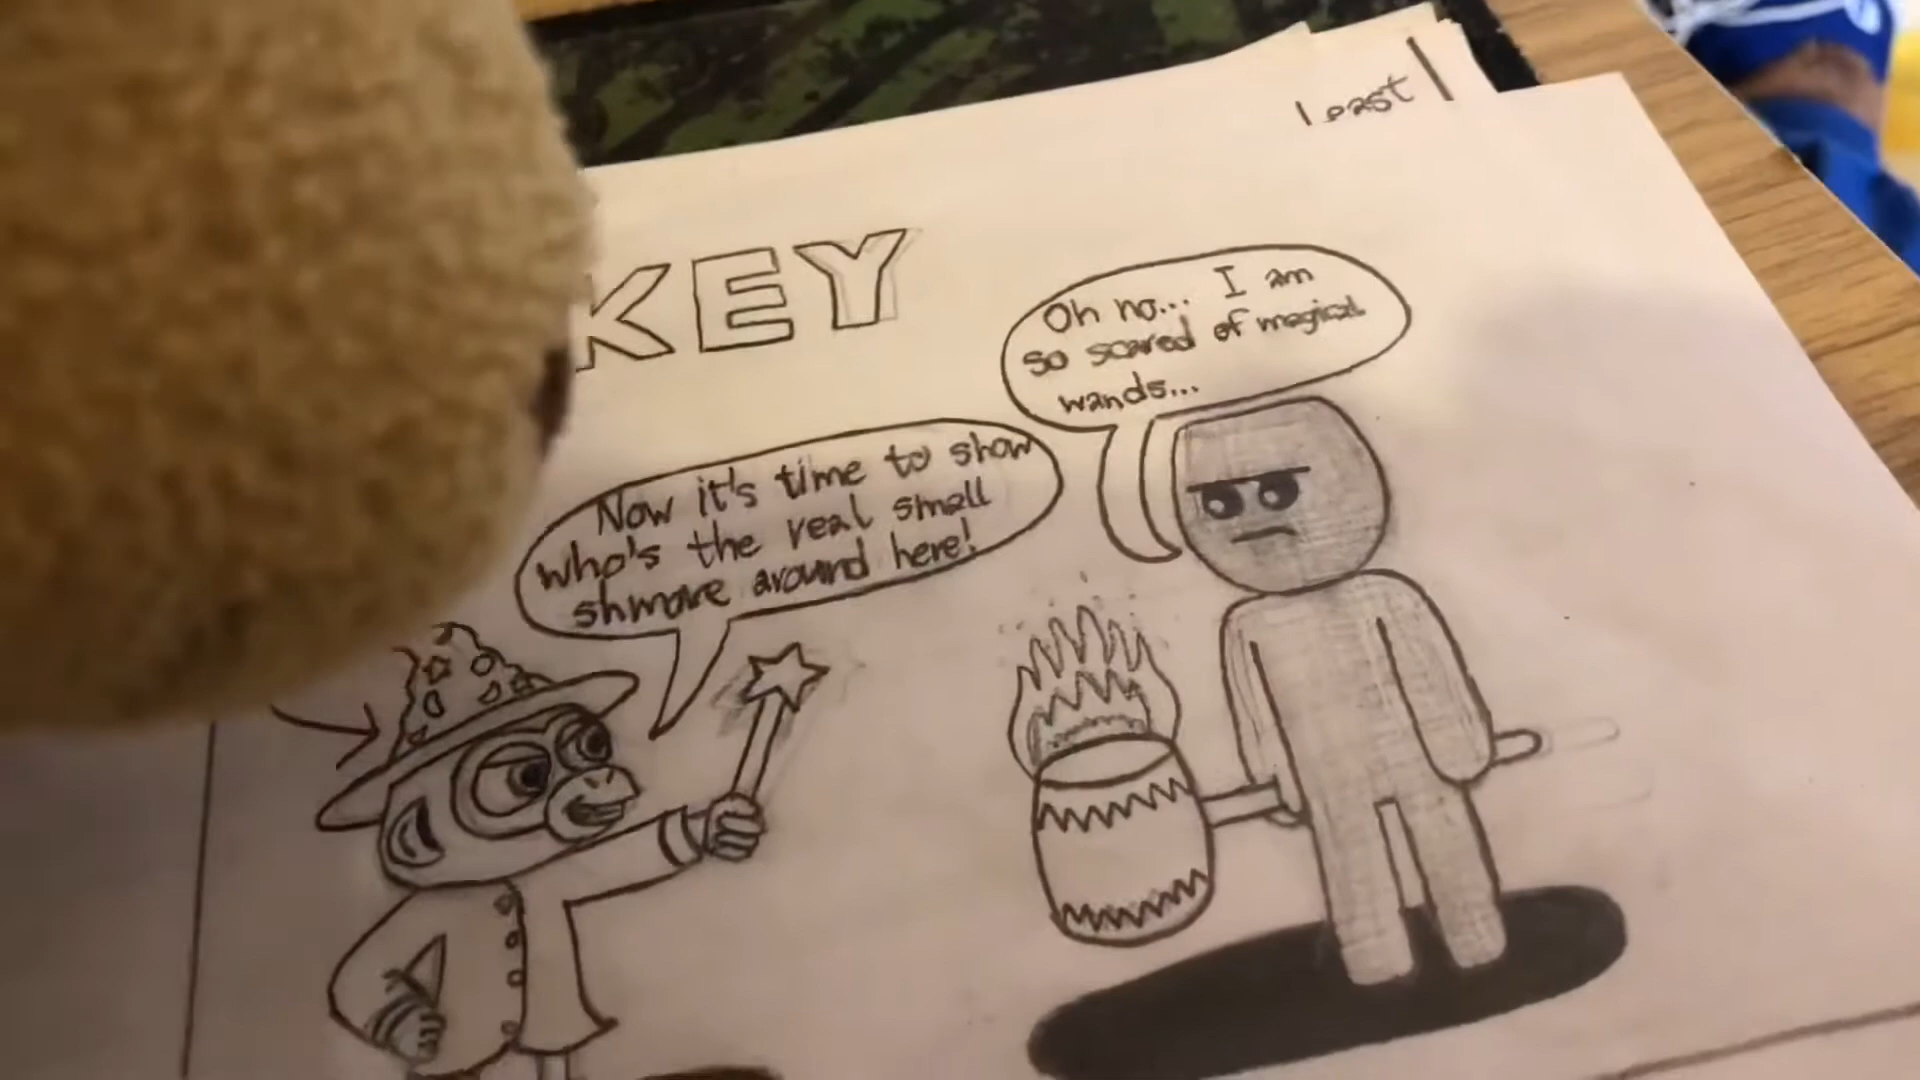 least
KEY
Oh no... I am
so scared of magical
wands...
Now it's time to show
who's the real small
shmove around here!